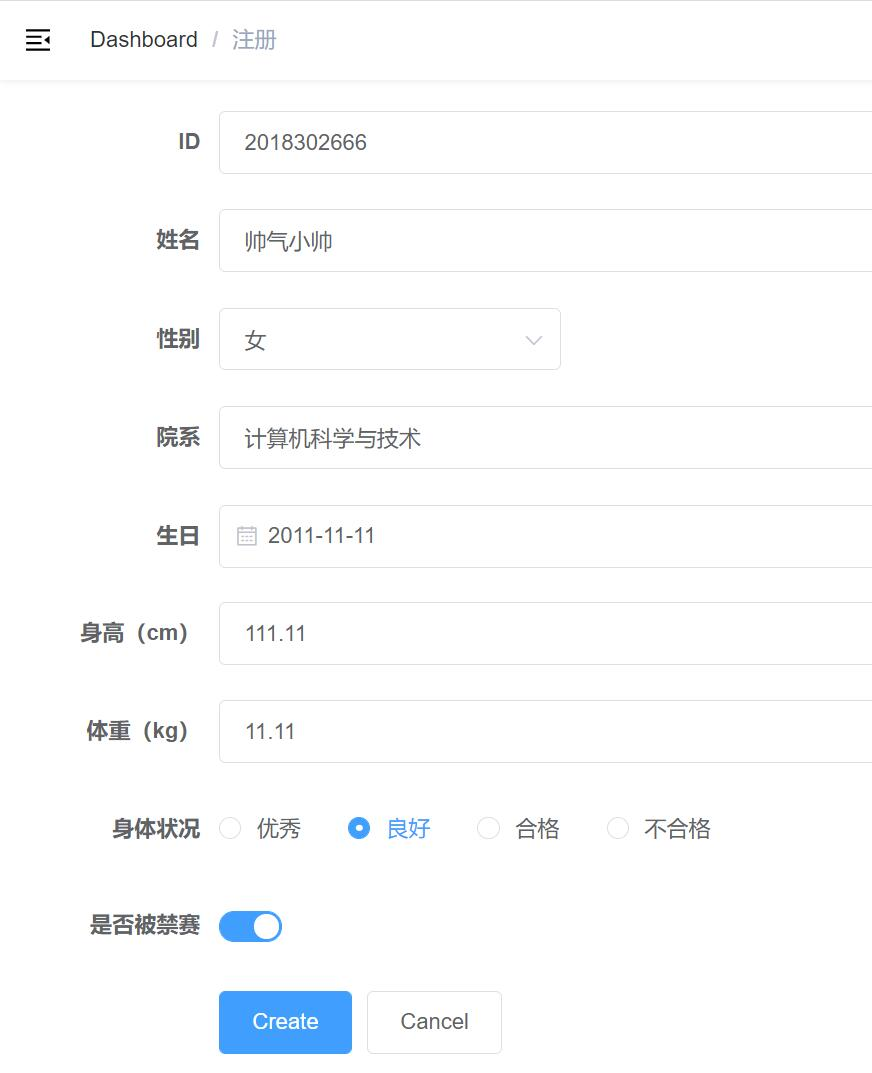 Dashboard / 注册
ID 2018302666
姓名 帅气小帅
性别 女
院系 计算机科学与技术
生日 2011-11-11
身高（cm） 111.11
体重（kg） 11.11
身体状况 优秀 良好 合格 不合格
是否被禁赛
Create Cancel